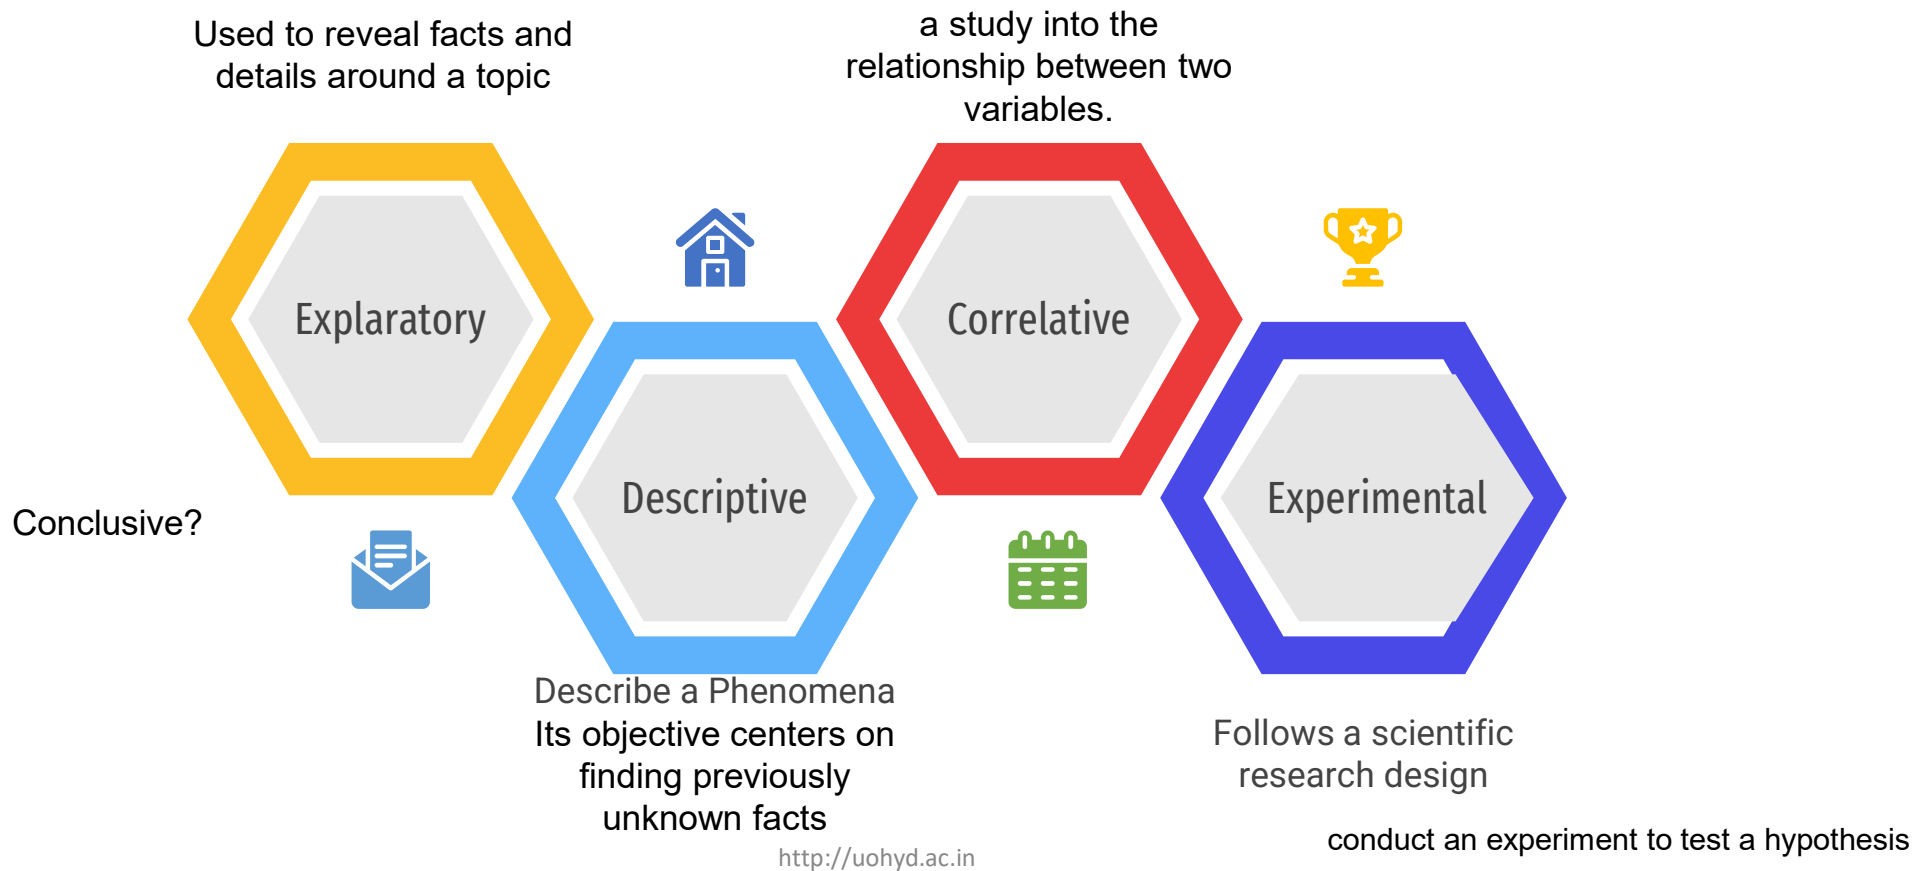 Used to reveal facts and
details around a topic
a study into the
relationship between two
variables.
Explaratory
Correlative
Descriptive
Experimental
Conclusive?
Describe a Phenomena
Its objective centers on
finding previously
unknown facts
Follows a scientific
research design
conduct an experiment to test a hypothesis
http://uohyd.ac.in